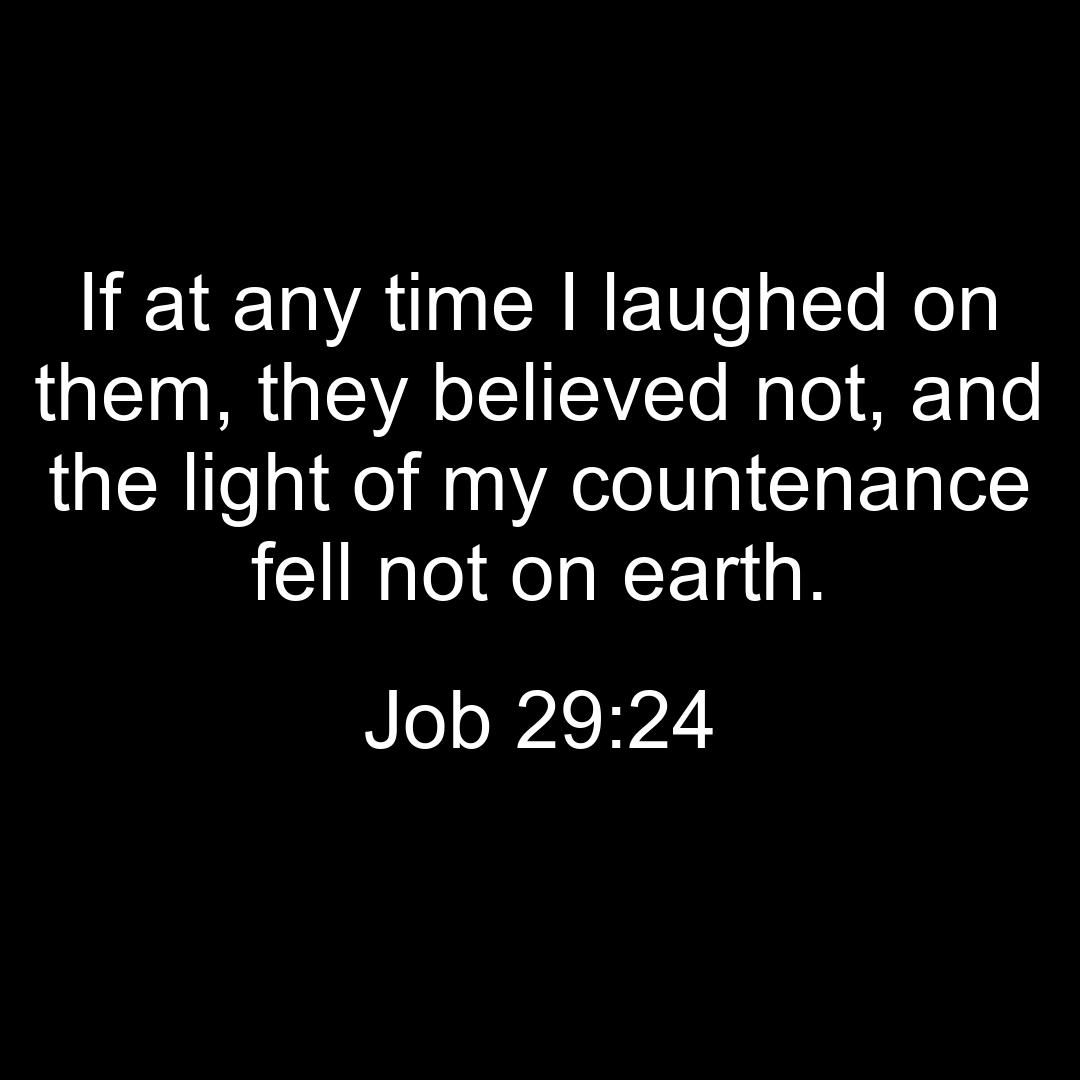 If at any time I laughed on
them, they believed not, and
the light of my countenance
fell not on earth.
Job 29:24